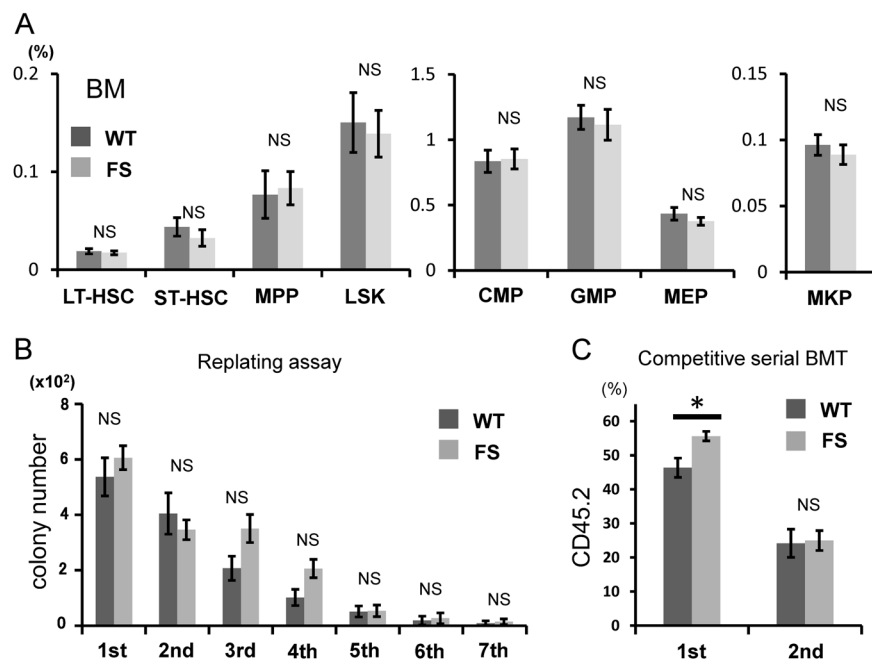 A
(%)
0.2
0.1
0
BM
WT
FS
NS
NS
NS
NS
LT-HSC
ST-HSC
MPP
LSK
1.5
1
0.5
0
NS
NS
NS
CMP
GMP
MEP
0.15
0.1
0.05
0
NS
MKP
B
Replating assay
(x10²)
colony number
8
6
4
2
0
WT
FS
NS
NS
NS
NS
NS
NS
NS
1st
2nd
3rd
4th
5th
6th
7th
C
Competitive serial BMT
(%)
CD45.2
60
50
40
30
20
10
0
WT
FS
*
NS
1st
2nd